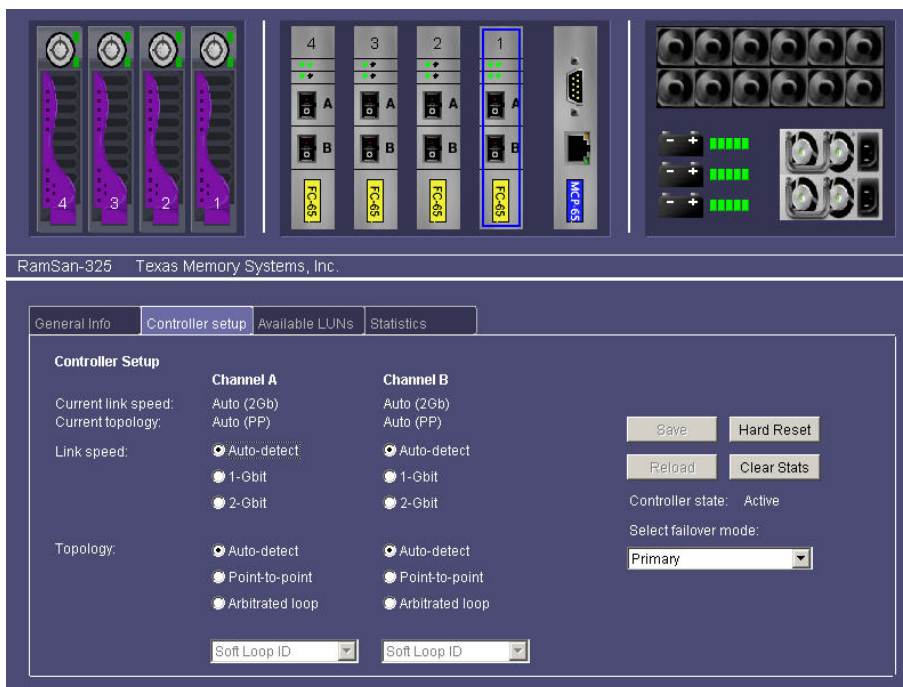 4 3 2 1
A A A A
B B B B
FC-65 FC-65 FC-65 FC-65 MCP-65
4 3 2 1
- +
- +
- +
RamSan-325 Texas Memory Systems, Inc.
General Info Controller setup Available LUNs Statistics
Controller Setup
Channel A Channel B
Current link speed: Auto (2Gb) Auto (2Gb)
Current topology: Auto (PP) Auto (PP)
Link speed: Auto-detect Auto-detect
1-Gbit 1-Gbit
2-Gbit 2-Gbit
Topology: Auto-detect Auto-detect
Point-to-point Point-to-point
Arbitrated loop Arbitrated loop
Soft Loop ID Soft Loop ID
Save Hard Reset
Reload Clear Stats
Controller state: Active
Select failover mode:
Primary